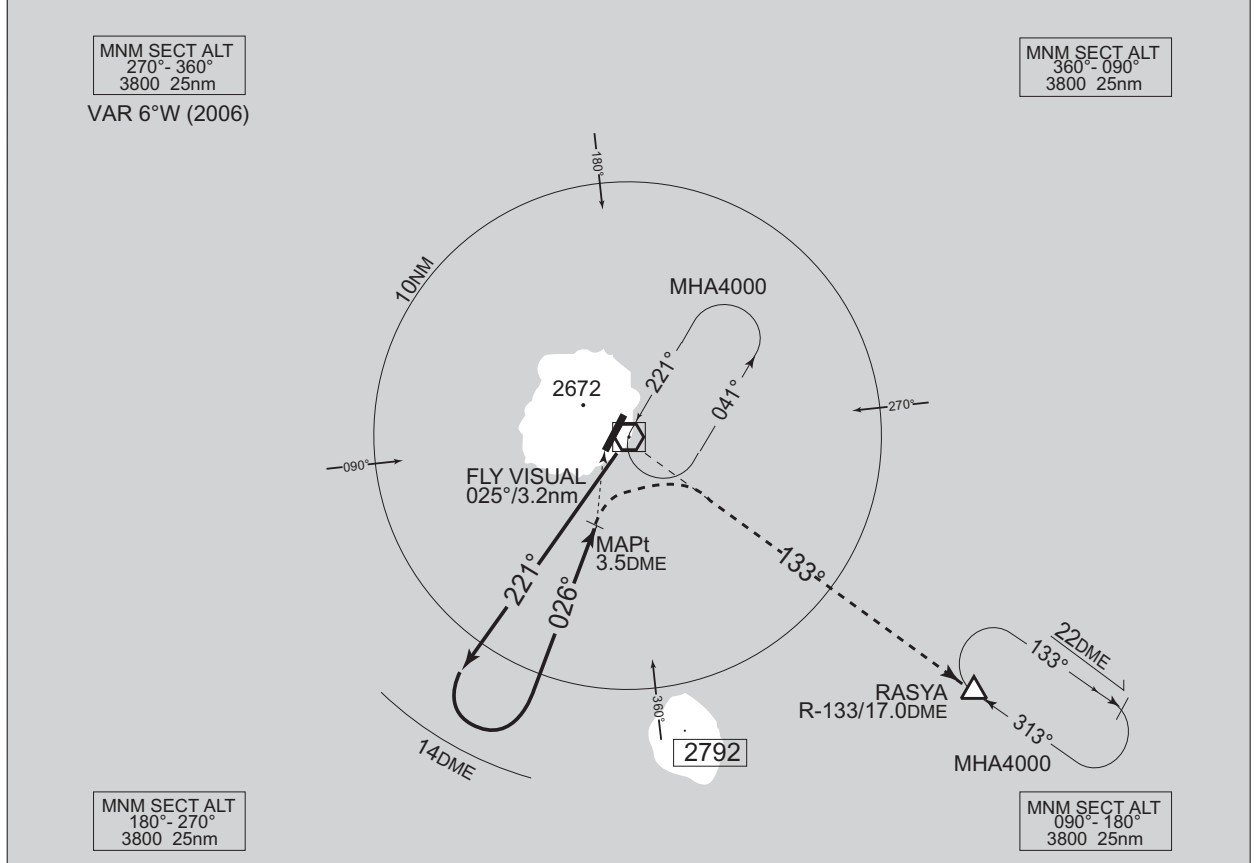 MNM SECT ALT
270°- 360°
3800 25nm
VAR 6°W (2006)
MNM SECT ALT
360°- 090°
3800 25nm
180°
10NM
MHA4000
2672
221°
041°
270°
090°
FLY VISUAL
025°/3.2nm
MAPt
3.5DME
221°
026°
133°
22DME
133°
RASYA
R-133/17.0DME
313°
MHA4000
360°
2792
14DME
MNM SECT ALT
180°- 270°
3800 25nm
MNM SECT ALT
090°- 180°
3800 25nm